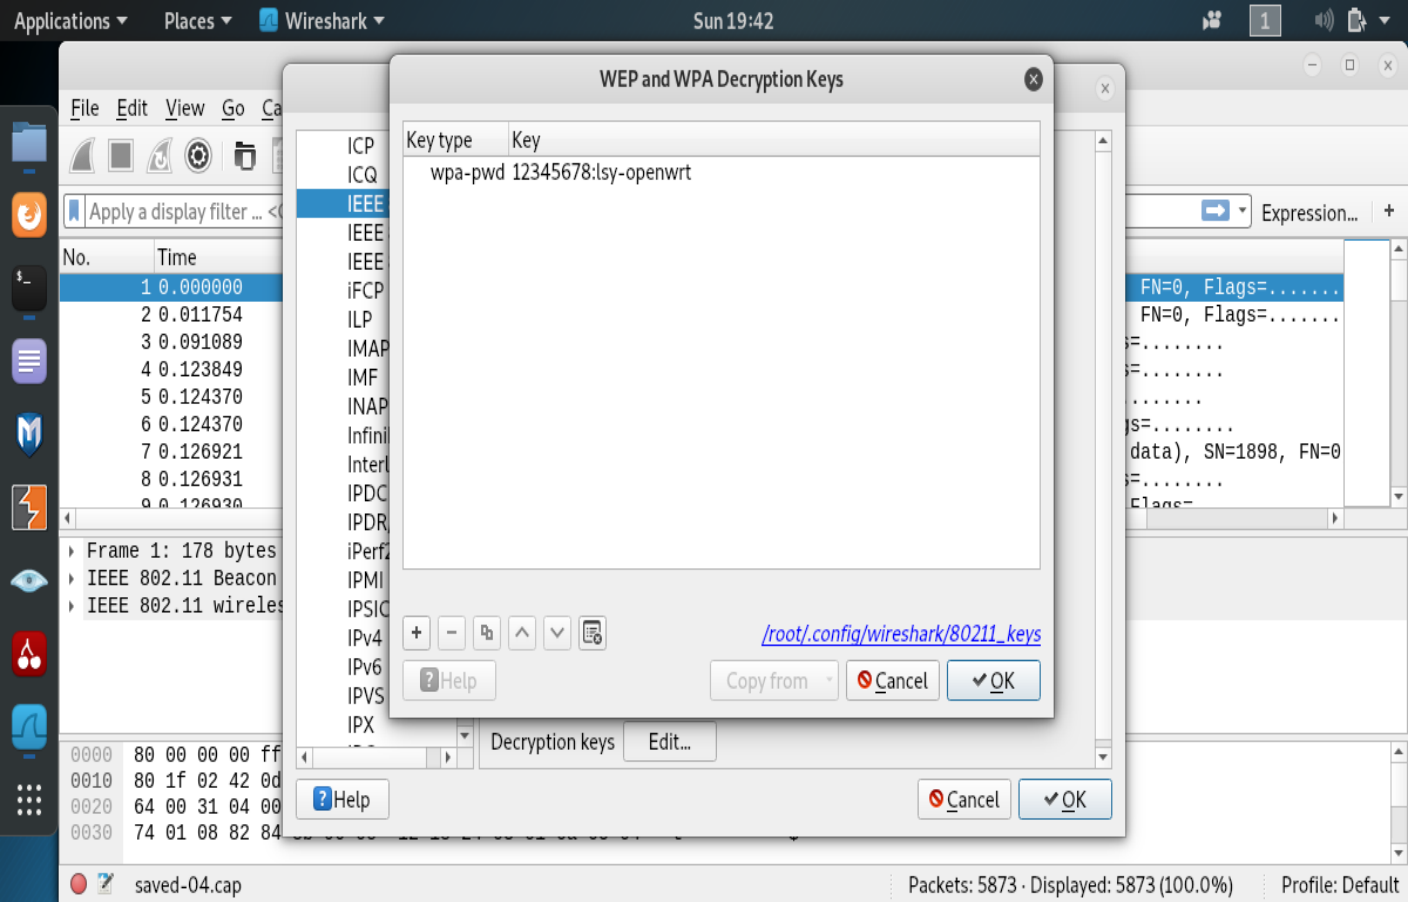 Applications Places Wireshark Sun 19:42 1
WEP and WPA Decryption Keys
File Edit View Go Ca
Key type Key
wpa-pwd 12345678:lsy-openwrt
Apply a display filter ... <C
Expression... +
No. Time
1 0.000000
2 0.011754
3 0.091089
4 0.123849
5 0.124370
6 0.124370
7 0.126921
8 0.126931
9 0.126930
FN=0, Flags=.......
FN=0, Flags=.......
s=........
s=........
........
gs=........
data), SN=1898, FN=0
s=........
Flags=
ICP
ICQ
IEEE
IEEE
IEEE
iFCP
ILP
IMAP
IMF
INAP
Infini
Interl
IPDC
IPDR
iPerf2
IPMI
IPSIC
IPv4
IPv6
IPVS
IPX
Frame 1: 178 bytes
IEEE 802.11 Beacon
IEEE 802.11 wireles
/root/.config/wireshark/80211_keys
Help Copy from Cancel OK
Decryption keys Edit...
Help Cancel OK
0000 80 00 00 00 ff
0010 80 1f 02 42 0d
0020 64 00 31 04 00
0030 74 01 08 82 84
saved-04.cap Packets: 5873 · Displayed: 5873 (100.0%) Profile: Default